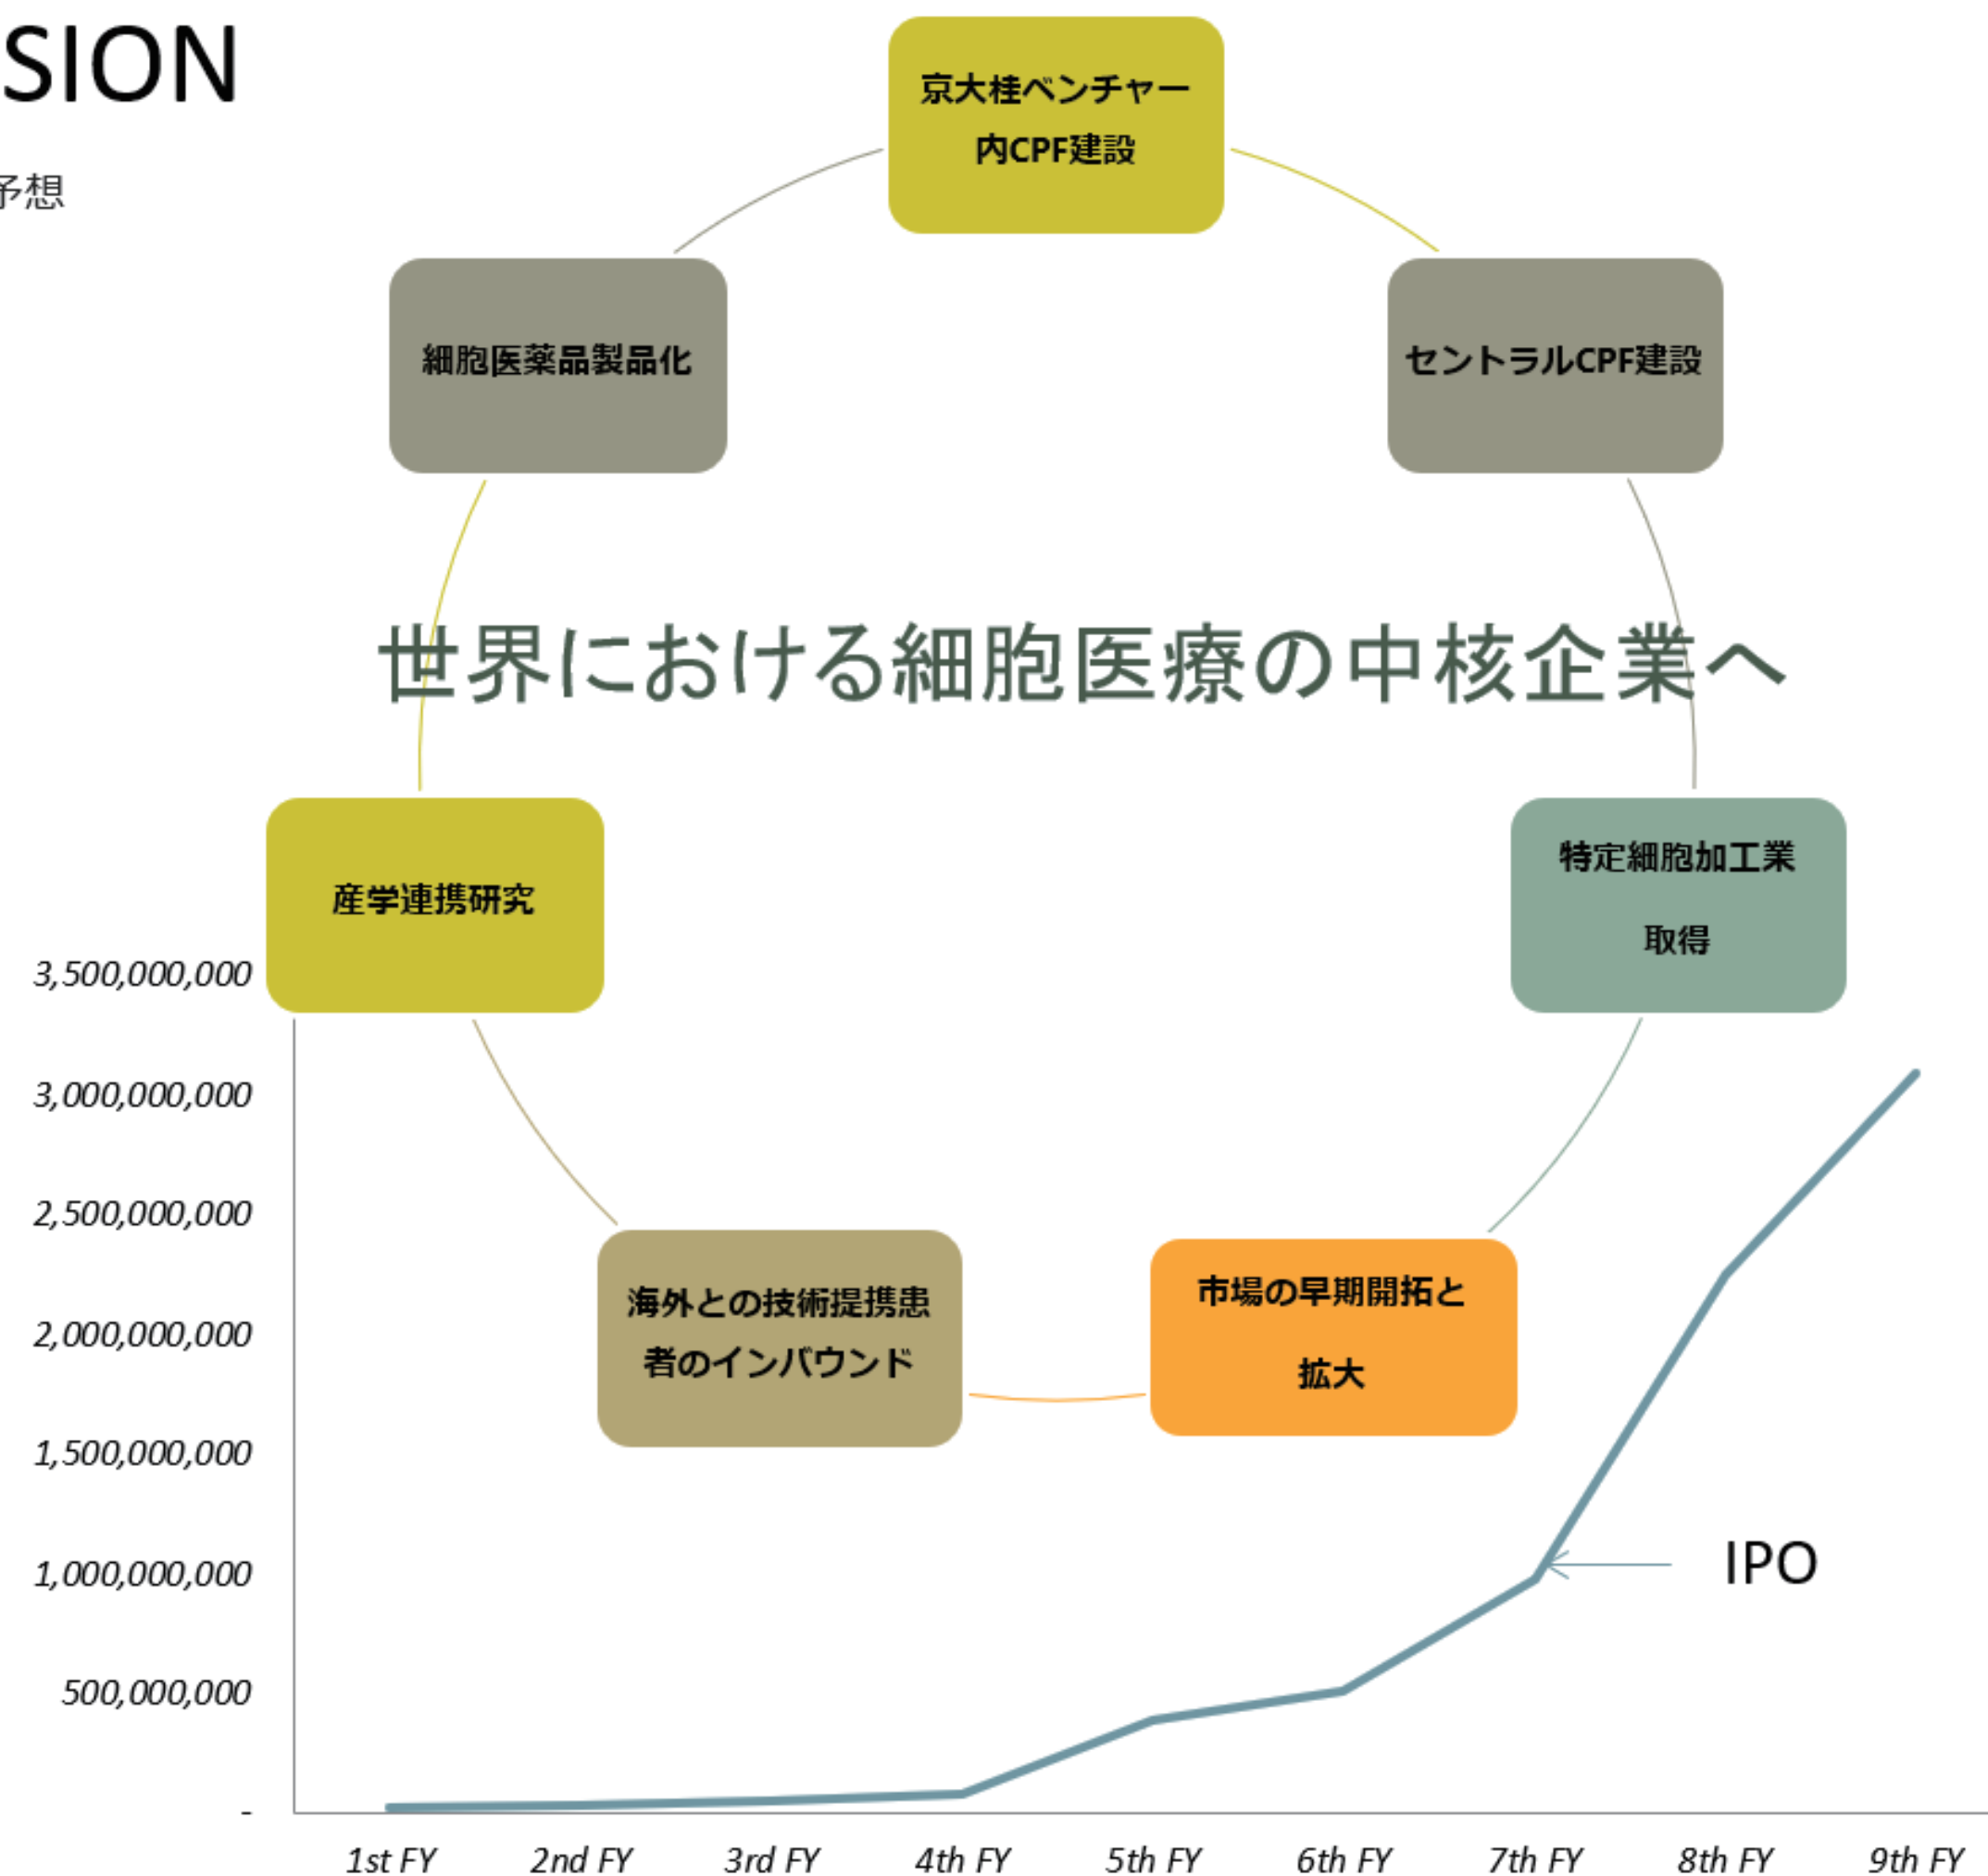 SION
予想
京大桂ベンチャー
内CPF建設
細胞医薬品製品化
セントラルCPF建設
世界における細胞医療の中核企業へ
産学連携研究
特定細胞加工業
取得
海外との技術提携患
者のインバウンド
市場の早期開拓と
拡大
3,500,000,000
3,000,000,000
2,500,000,000
2,000,000,000
1,500,000,000
1,000,000,000
500,000,000
-
IPO
1st FY 2nd FY 3rd FY 4th FY 5th FY 6th FY 7th FY 8th FY 9th FY